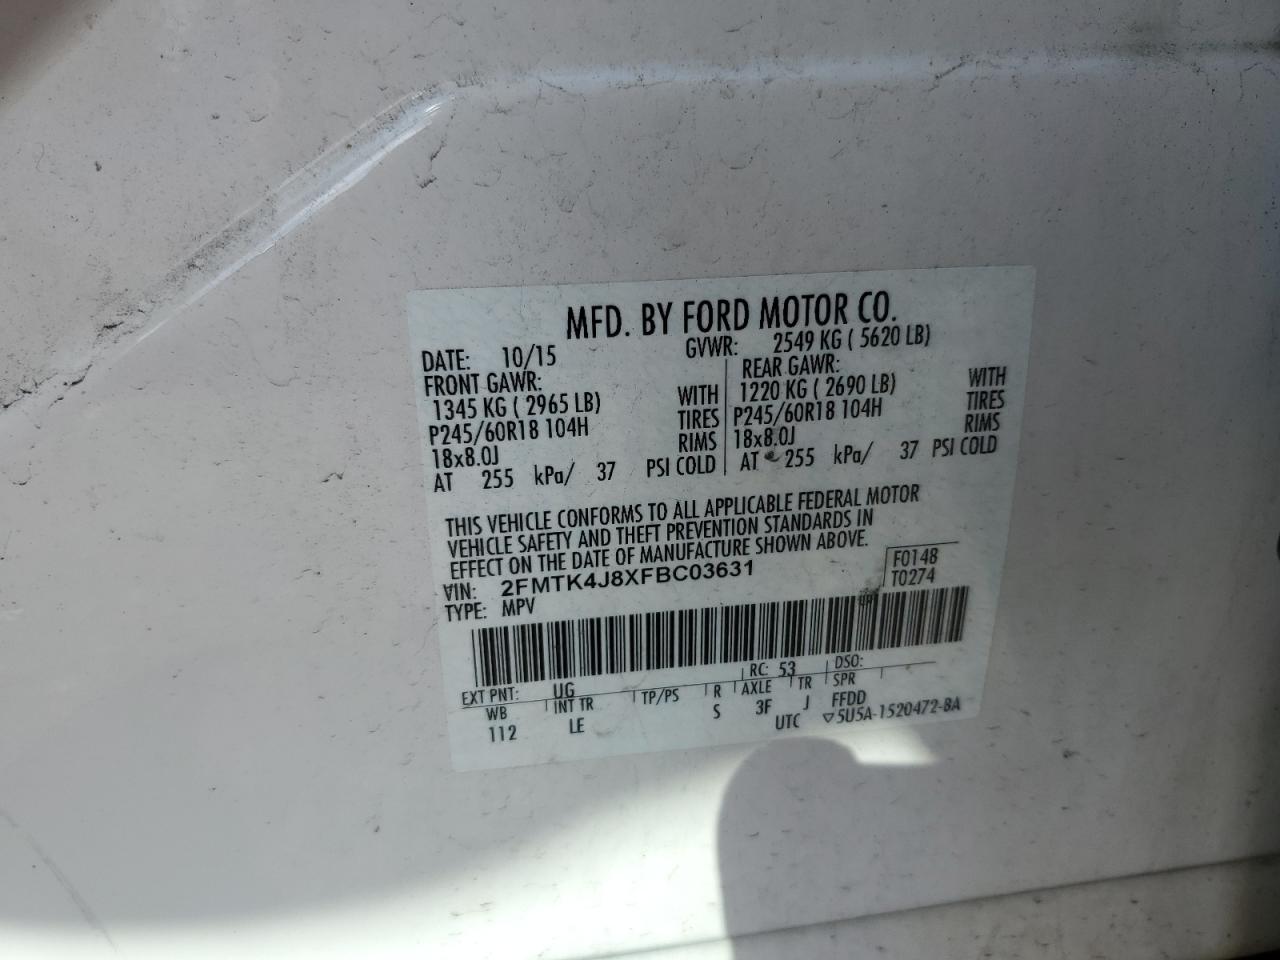 MFD. BY FORD MOTOR CO.
DATE: 10/15 GVWR: 2549 KG ( 5620 LB)
FRONT GAWR: REAR GAWR:
1345 KG ( 2965 LB) WITH 1220 KG ( 2690 LB) WITH
P245/60R18 104H TIRES P245/60R18 104H TIRES
18x8.0J RIMS 18x8.0J RIMS
AT 255 kPa/ 37 PSI COLD AT 255 kPa/ 37 PSI COLD
THIS VEHICLE CONFORMS TO ALL APPLICABLE FEDERAL MOTOR
VEHICLE SAFETY AND THEFT PREVENTION STANDARDS IN
EFFECT ON THE DATE OF MANUFACTURE SHOWN ABOVE.
VIN: 2FMTK4J8XFBC03631 F0148
TYPE: MPV T0274
EXT PNT: UG RC: 53 DSO:
WB INT TR TP/PS R AXLE TR SPR
112 LE S 3F J FFDD
UTC ▽5U5A-1520472-BA